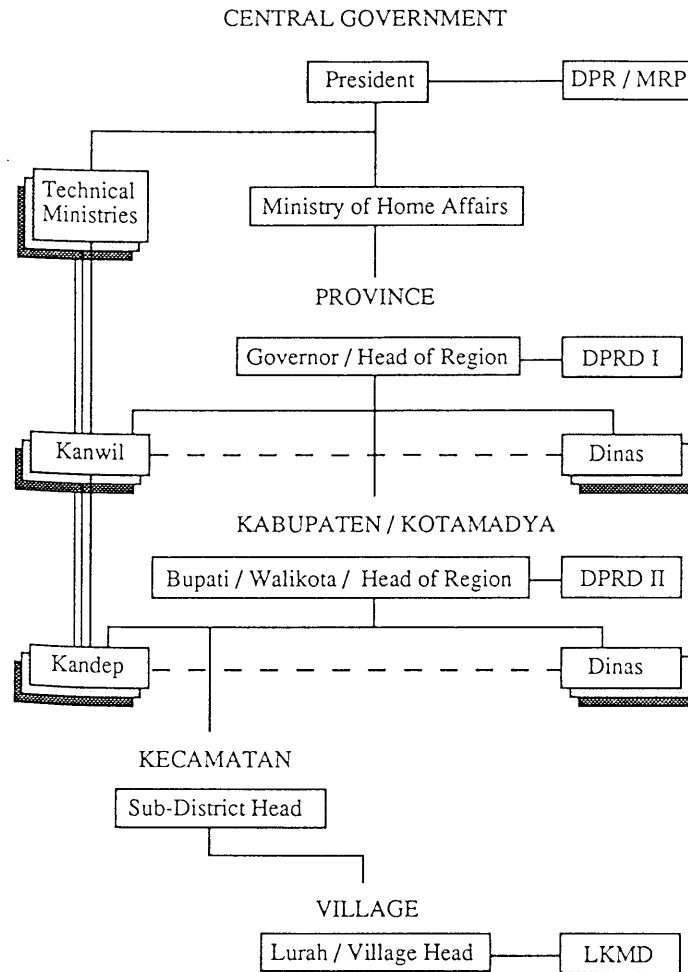 CENTRAL GOVERNMENT
President
DPR / MRP
Technical
Ministries
Ministry of Home Affairs
PROVINCE
Governor / Head of Region
DPRD I
Kanwil
Dinas
KABUPATEN / KOTAMADYA
Bupati / Walikota / Head of Region
DPRD II
Kandep
Dinas
KECAMATAN
Sub-District Head
VILLAGE
Lurah / Village Head
LKMD